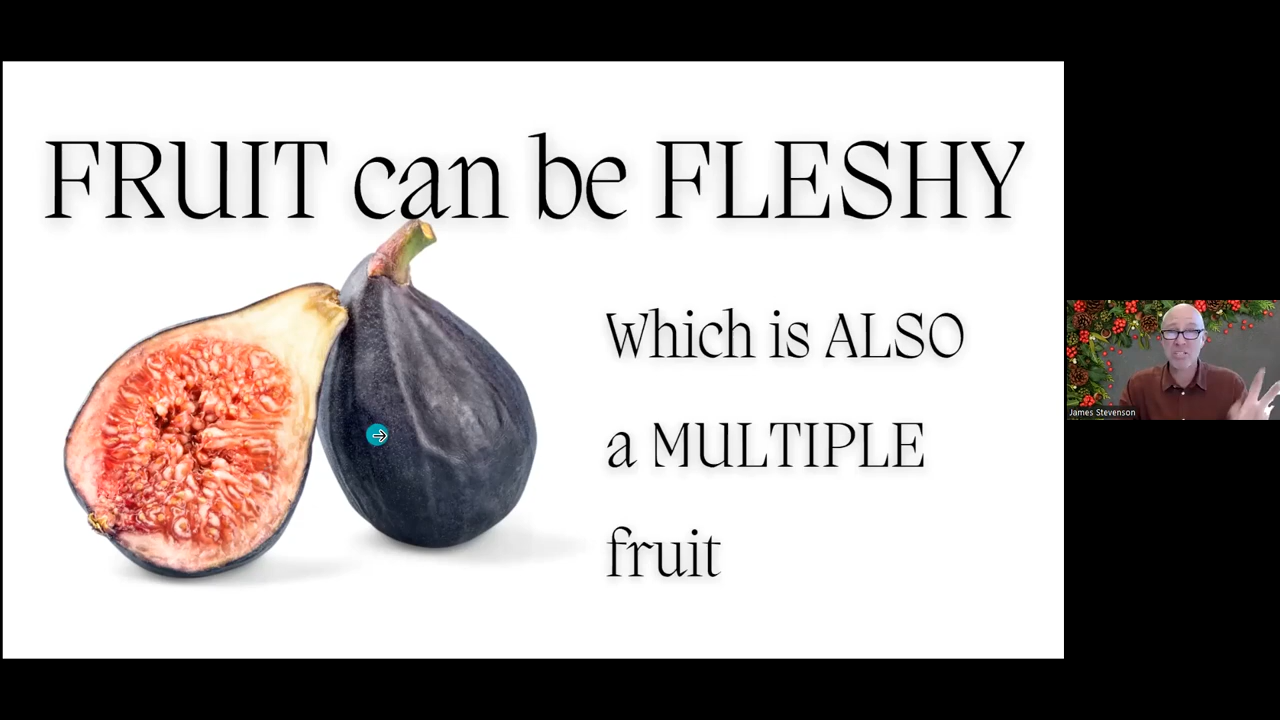 FRUIT can be FLESHY
Which is ALSO
a MULTIPLE
fruit
James Stevenson